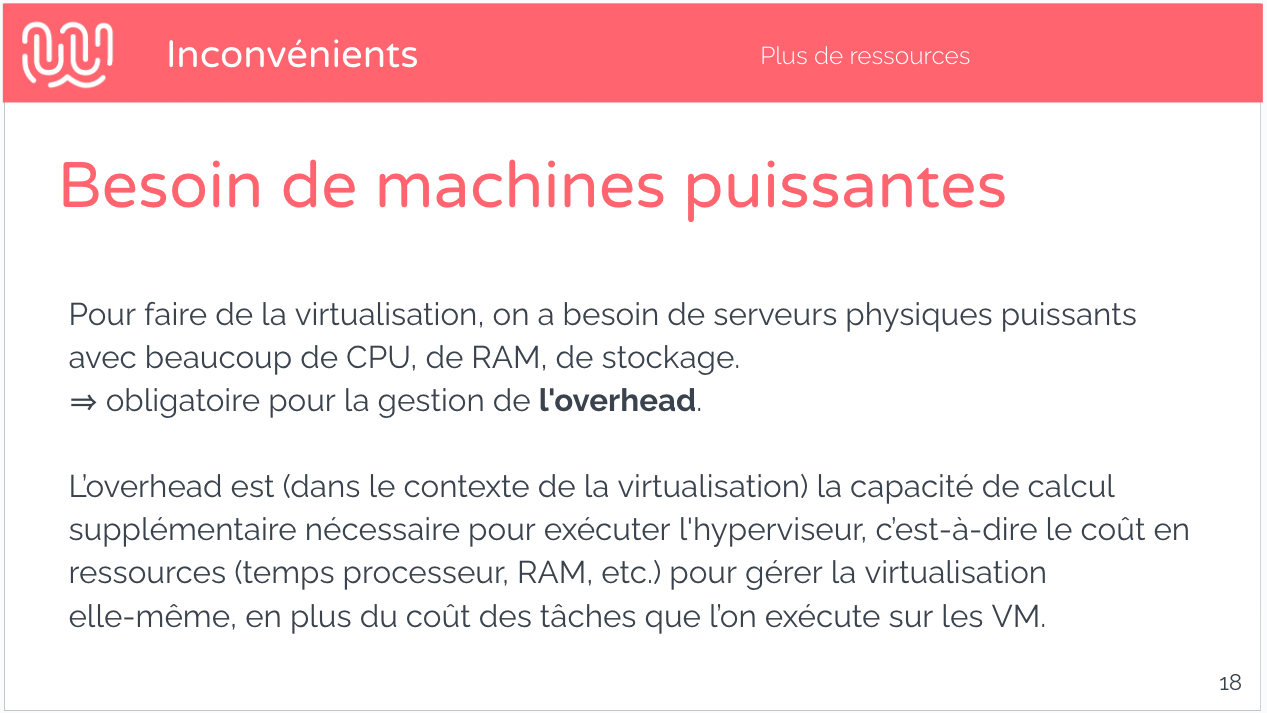 Inconvénients
Plus de ressources
Besoin de machines puissantes
Pour faire de la virtualisation, on a besoin de serveurs physiques puissants
avec beaucoup de CPU, de RAM, de stockage.
⇒ obligatoire pour la gestion de l'overhead.
L’overhead est (dans le contexte de la virtualisation) la capacité de calcul
supplémentaire nécessaire pour exécuter l'hyperviseur, c’est-à-dire le coût en
ressources (temps processeur, RAM, etc.) pour gérer la virtualisation
elle-même, en plus du coût des tâches que l’on exécute sur les VM.
18